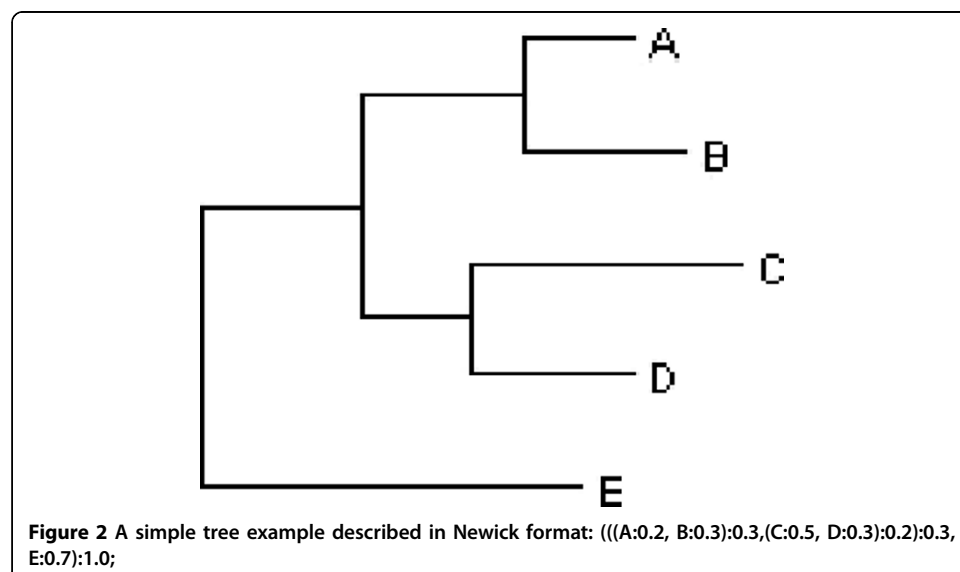 A
B
C
D
E
Figure 2 A simple tree example described in Newick format: (((A:0.2, B:0.3):0.3,(C:0.5, D:0.3):0.2):0.3,
E:0.7):1.0;